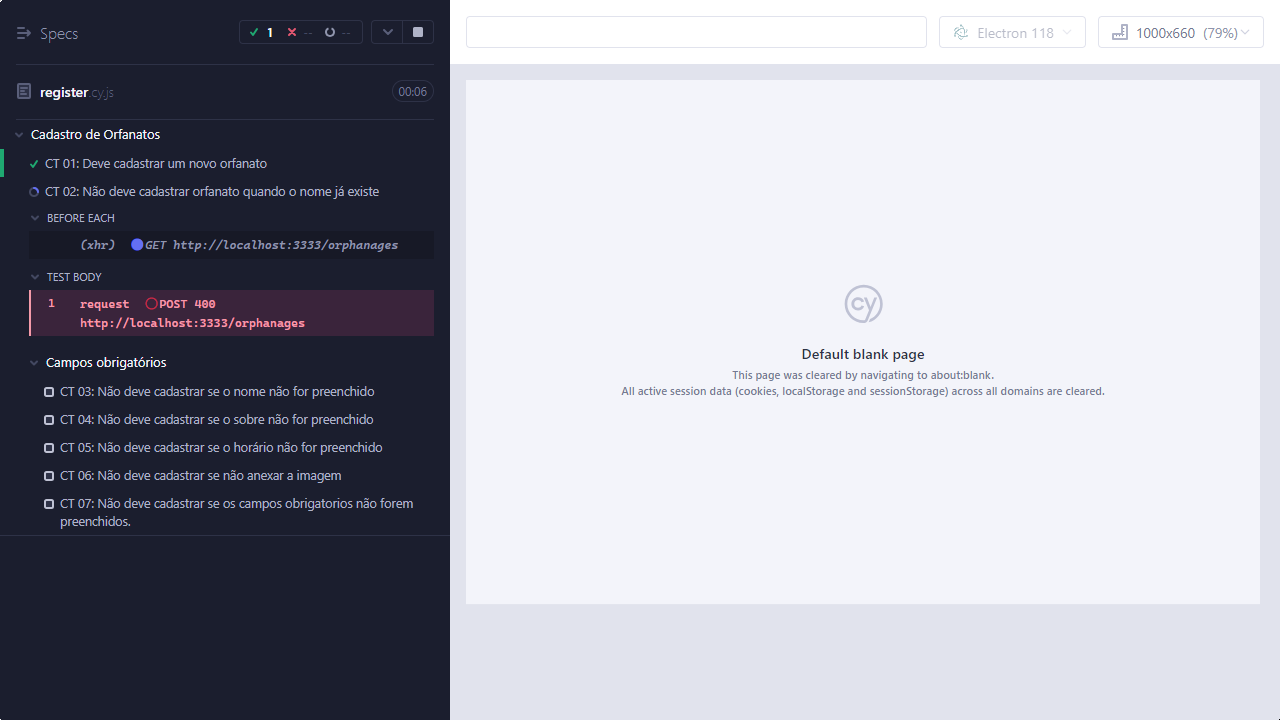 Specs
1 -- --
register.cy.js
00:06
Cadastro de Orfanatos
CT 01: Deve cadastrar um novo orfanato
CT 02: Não deve cadastrar orfanato quando o nome já existe
BEFORE EACH
(xhr) GET http://localhost:3333/orphanages
TEST BODY
1 request POST 400
http://localhost:3333/orphanages
Campos obrigatórios
CT 03: Não deve cadastrar se o nome não for preenchido
CT 04: Não deve cadastrar se o sobre não for preenchido
CT 05: Não deve cadastrar se o horário não for preenchido
CT 06: Não deve cadastrar se não anexar a imagem
CT 07: Não deve cadastrar se os campos obrigatorios não forem
preenchidos.
Electron 118
1000x660 (79%)
cy
Default blank page
This page was cleared by navigating to about:blank.
All active session data (cookies, localStorage and sessionStorage) across all domains are cleared.